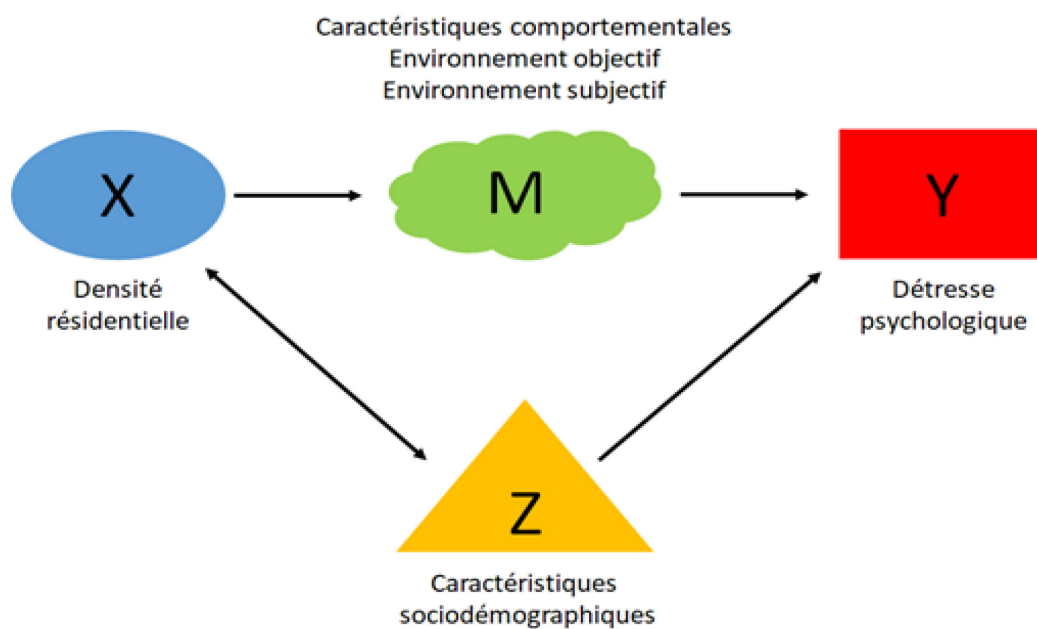 Caractéristiques comportementales
Environnement objectif
Environnement subjectif
X
M
Y
Densité
résidentielle
Détresse
psychologique
Z
Caractéristiques
sociodémographiques